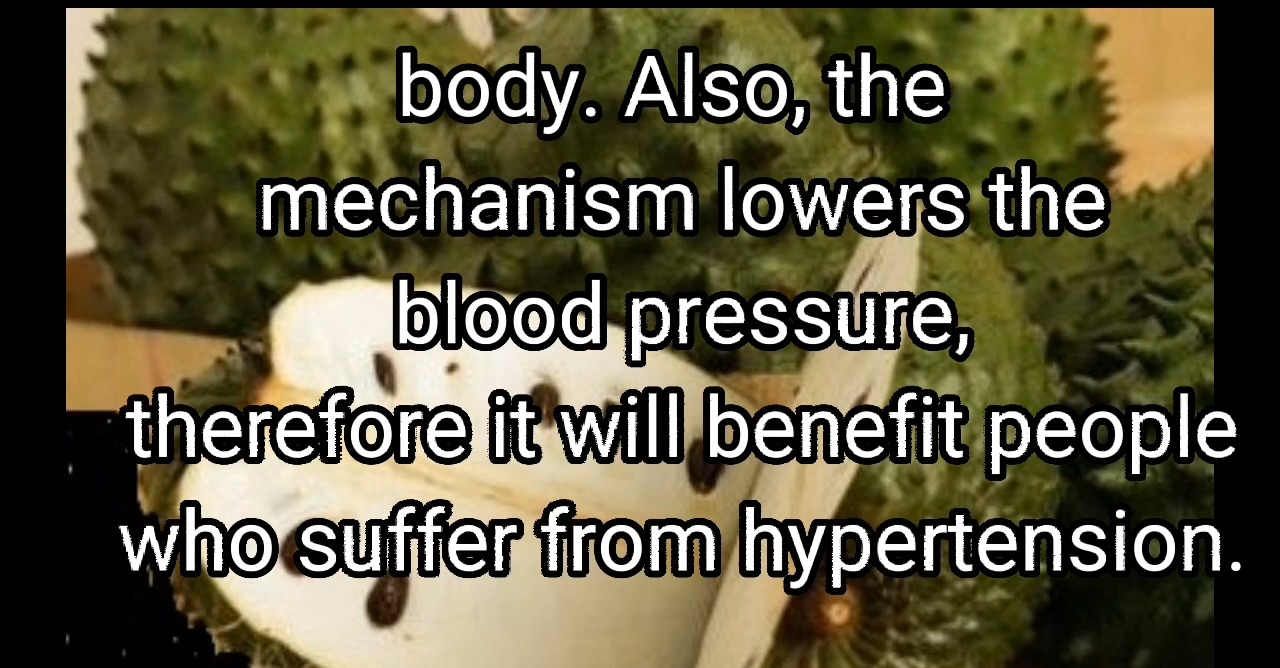 body. Also, the
mechanism lowers the
blood pressure,
therefore it will benefit people
who suffer from hypertension.